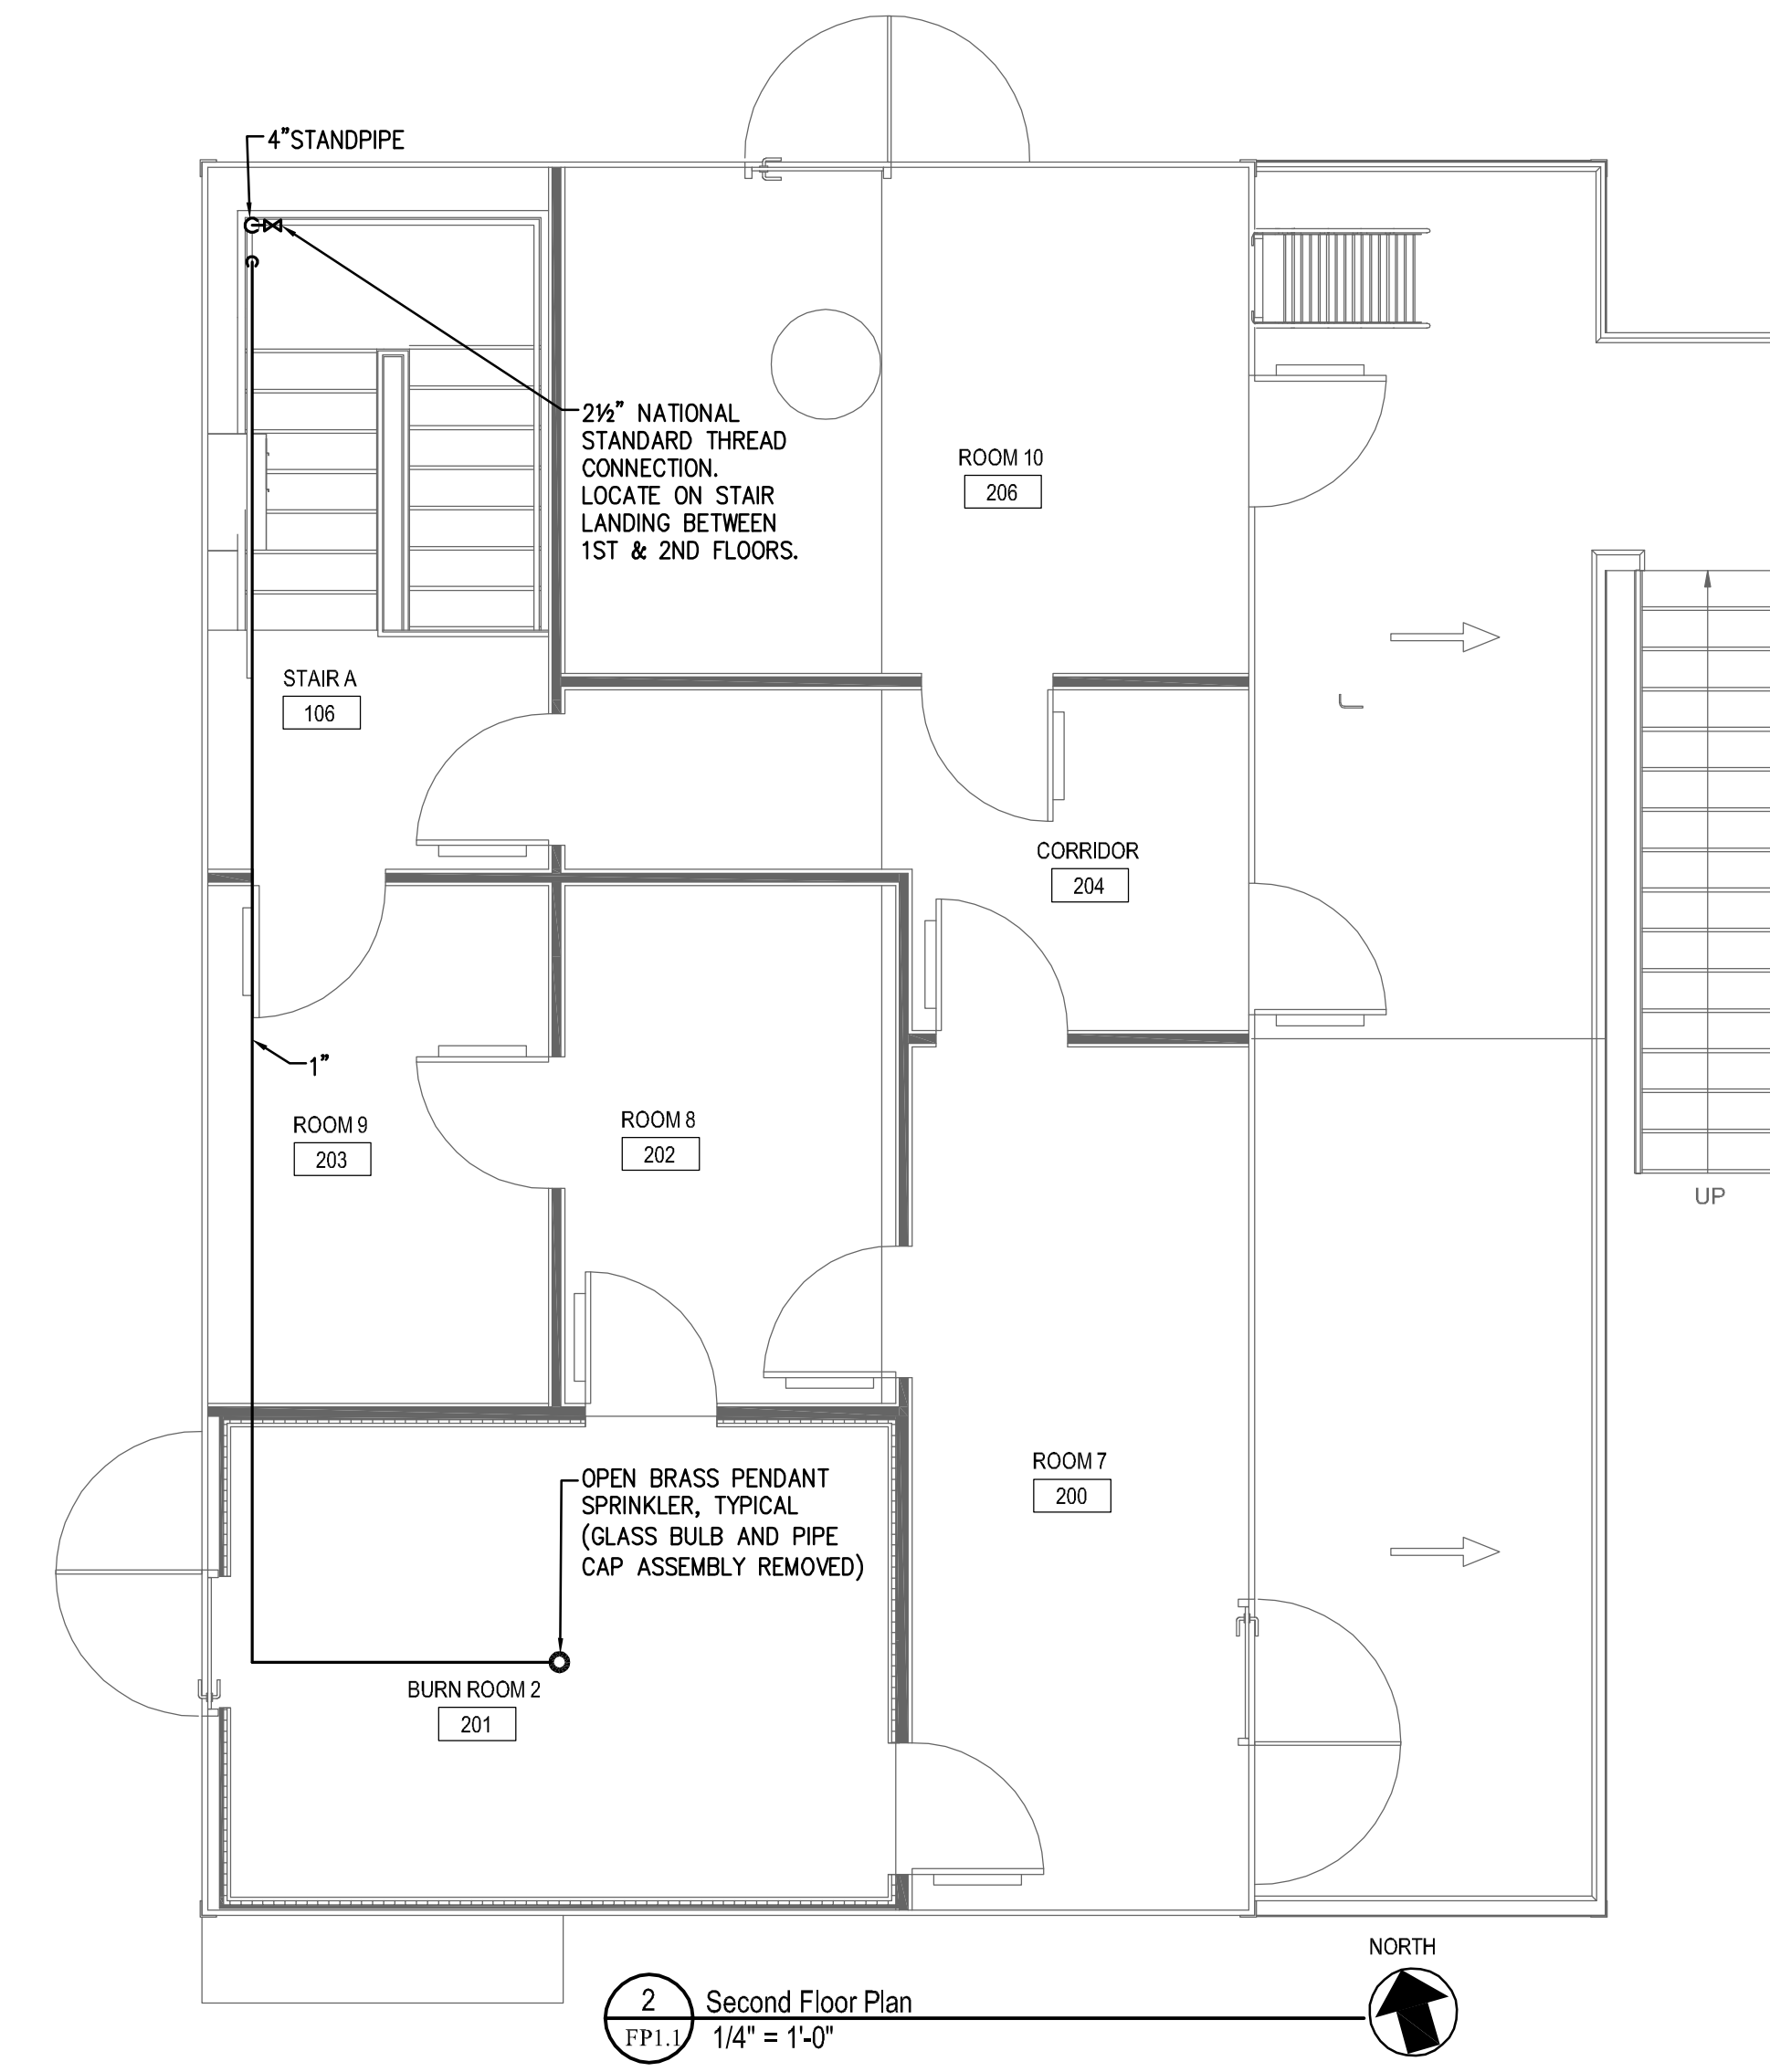 4”STANDPIPE
2½” NATIONAL
STANDARD THREAD
CONNECTION.
LOCATE ON STAIR
LANDING BETWEEN
1ST & 2ND FLOORS.
ROOM 10
206
STAIR A
106
CORRIDOR
204
1”
ROOM 9
203
ROOM 8
202
UP
OPEN BRASS PENDANT
SPRINKLER, TYPICAL
(GLASS BULB AND PIPE
CAP ASSEMBLY REMOVED)
ROOM 7
200
BURN ROOM 2
201
NORTH
2
FP1.1
Second Floor Plan
1/4" = 1'-0"